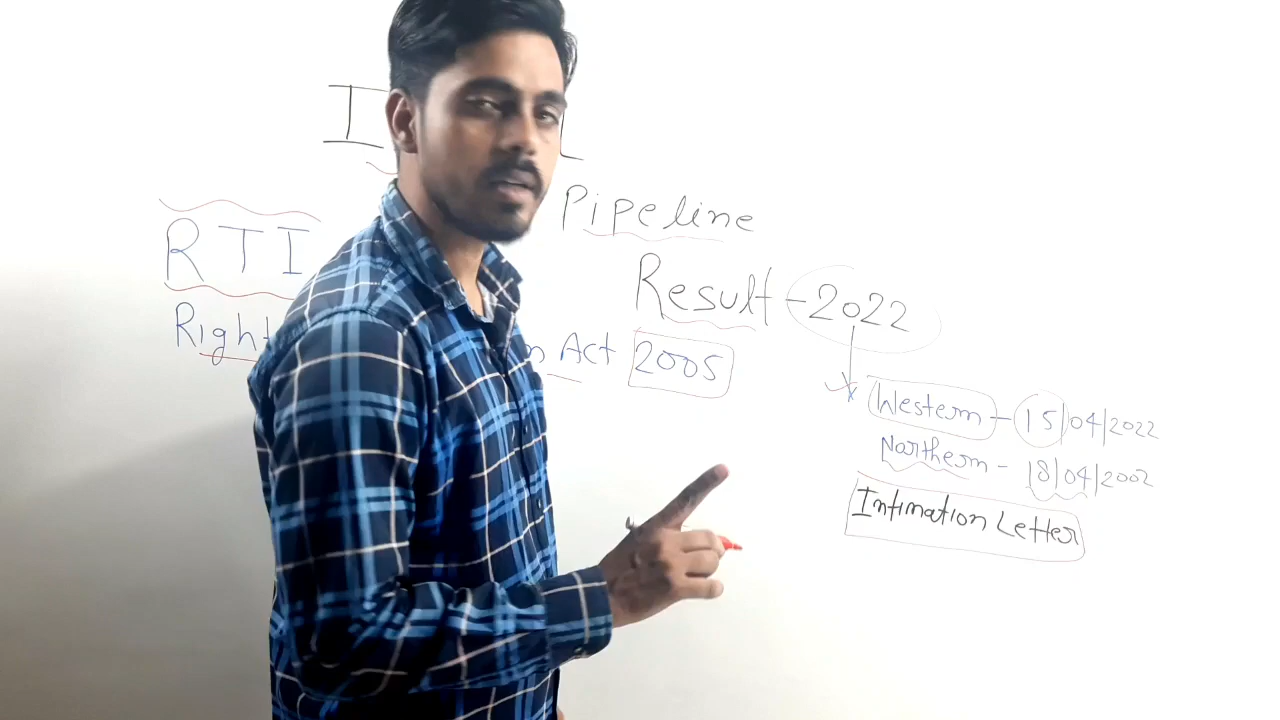 Pipeline
RTI
Result - 2022
Right Act 2005
Western - 15/04/2022
Northern - 18/04/2002
Intimation Letter